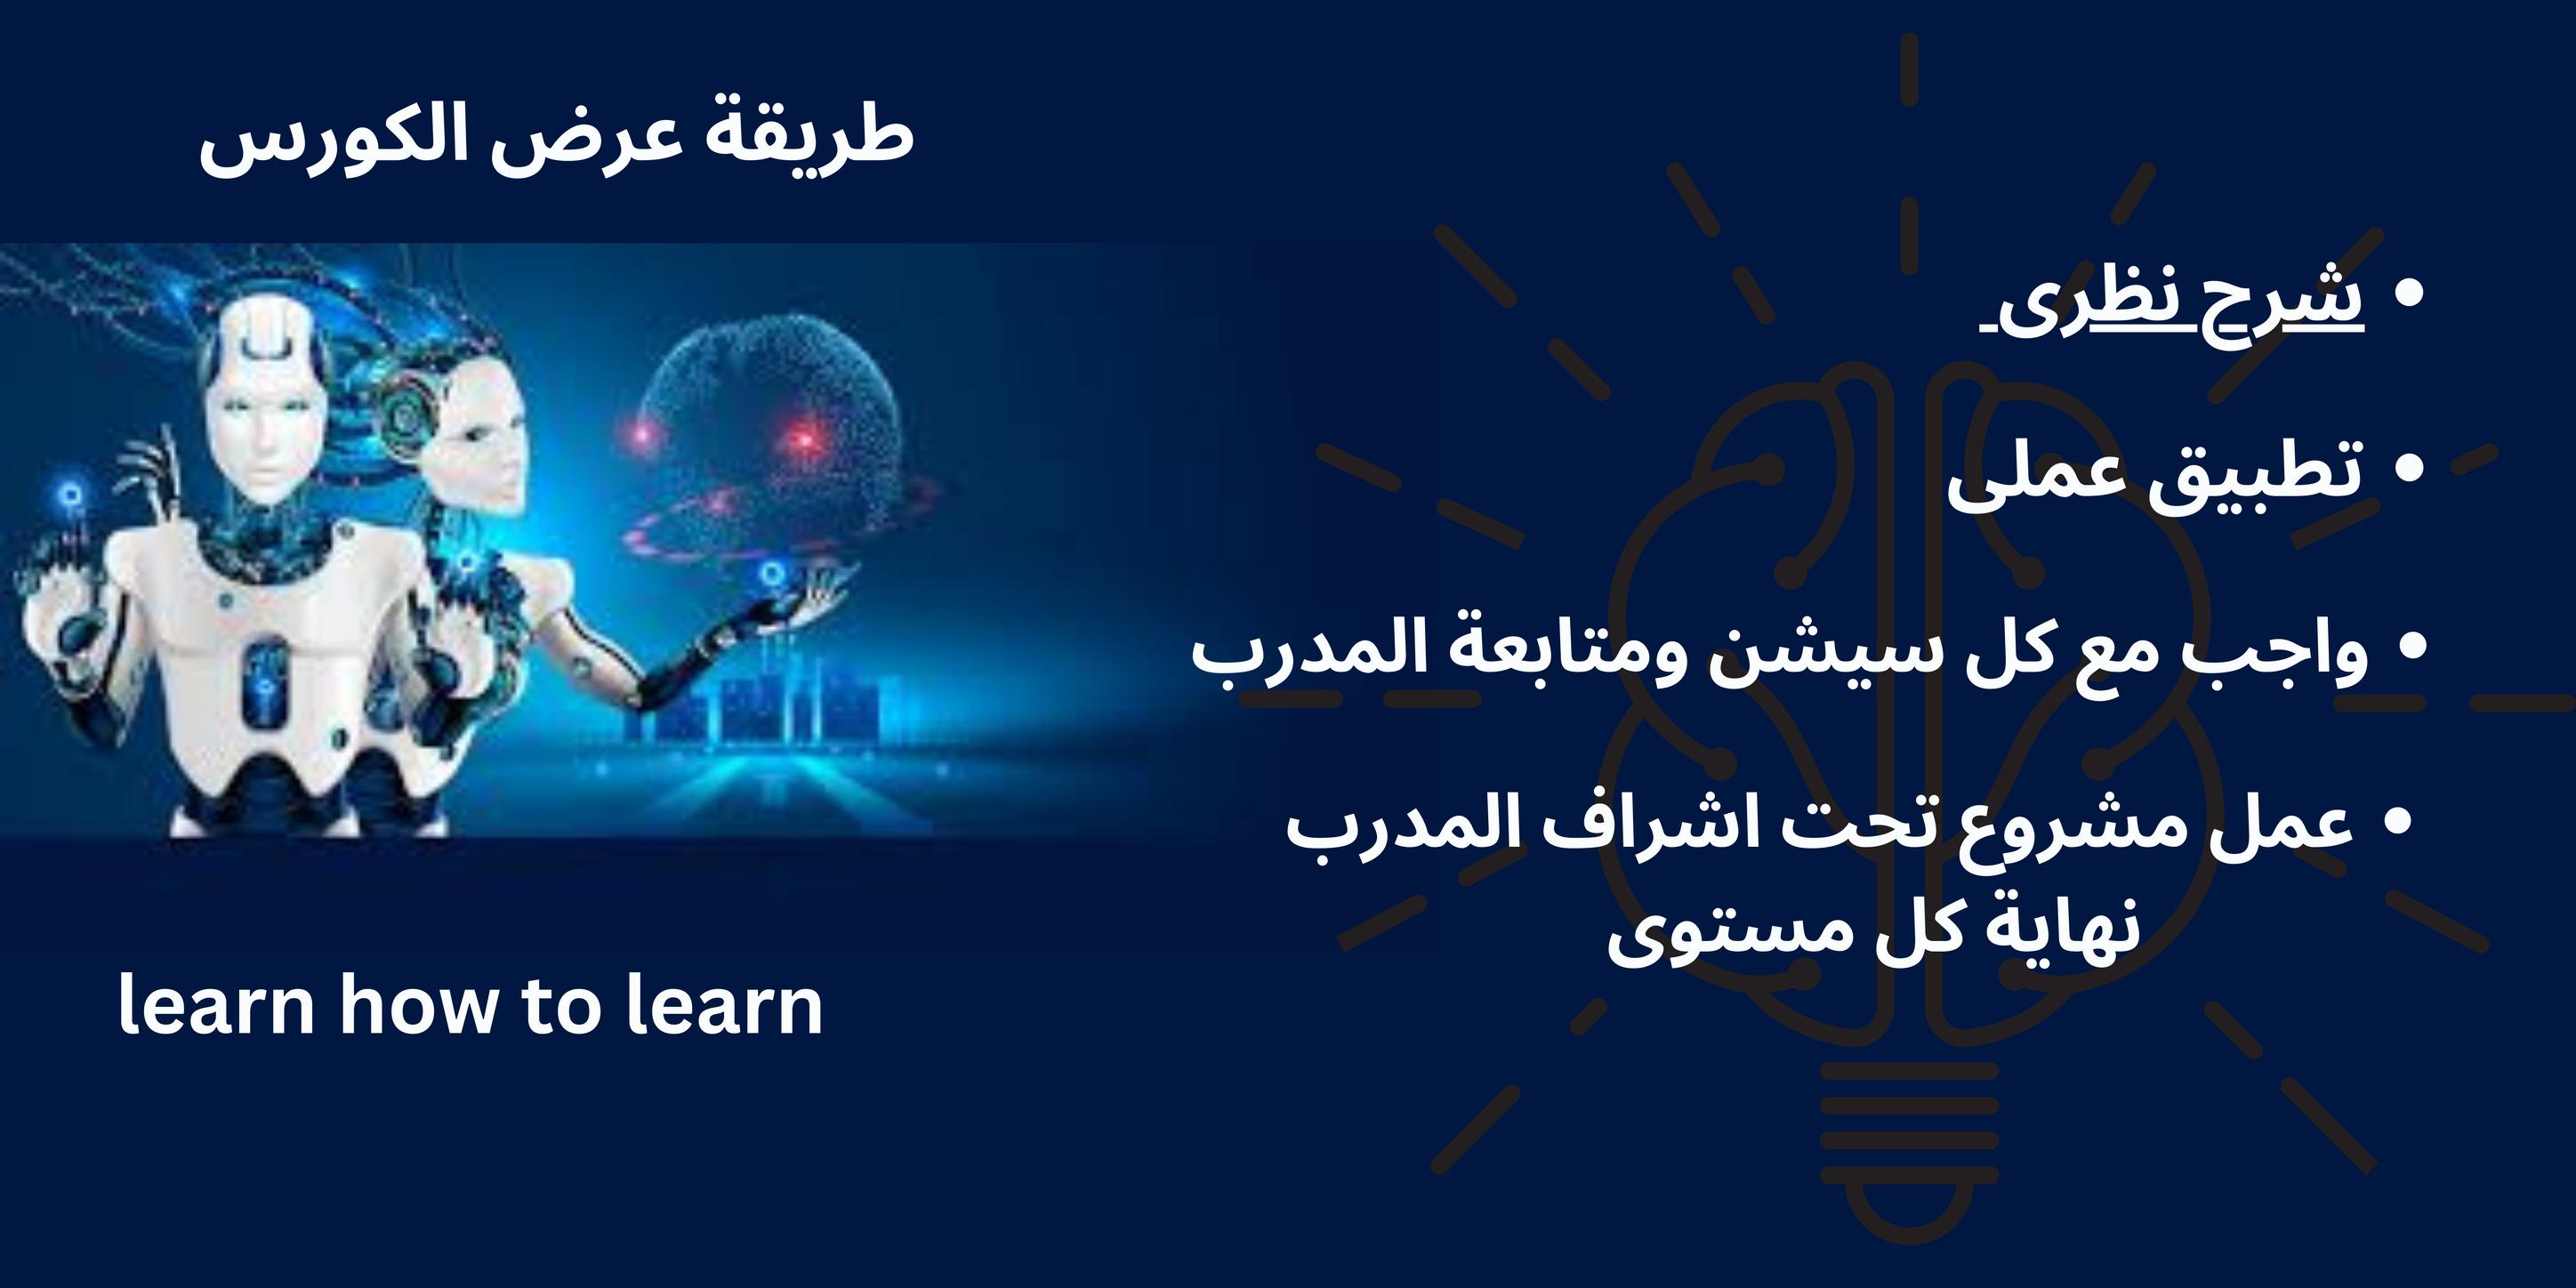 طريقة عرض الكورس
• شرح نظرى
• تطبيق عملى
• واجب مع كل سيشن ومتابعة المدرب
• عمل مشروع تحت اشراف المدرب
نهاية كل مستوى
learn how to learn